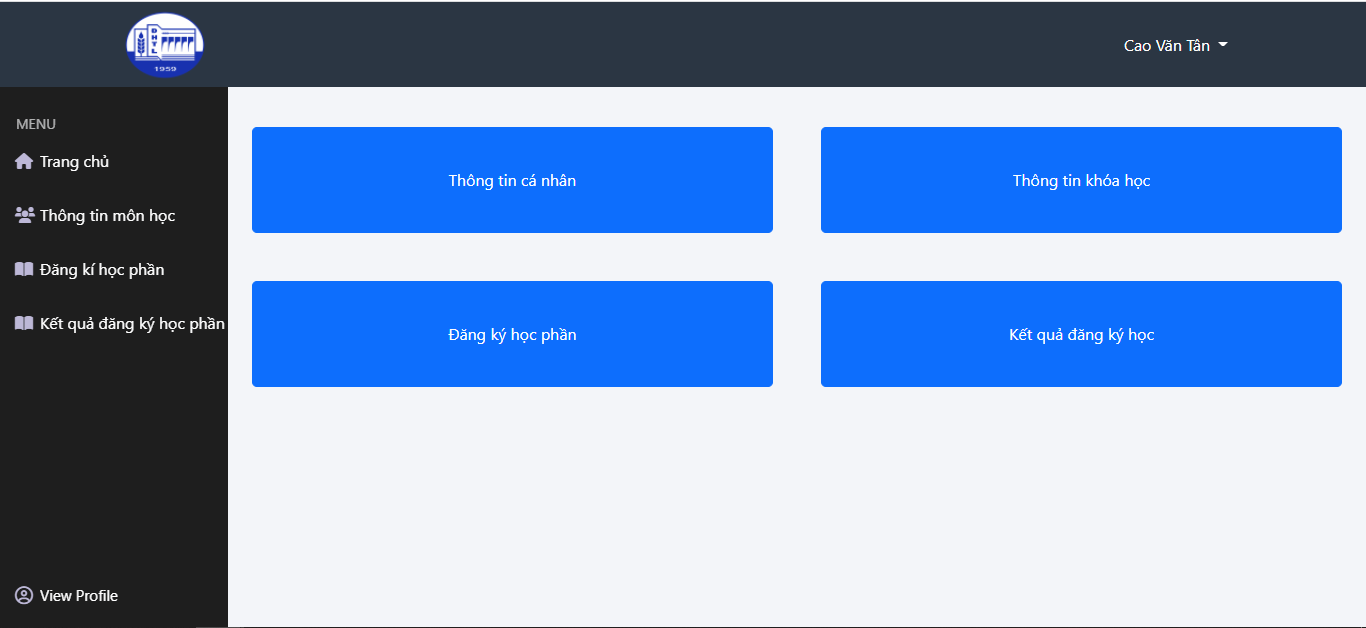 ĐHTL
1959
Cao Văn Tân
MENU
Trang chủ
Thông tin môn học
Đăng kí học phần
Kết quả đăng ký học phần
View Profile
Thông tin cá nhân
Thông tin khóa học
Đăng ký học phần
Kết quả đăng ký học